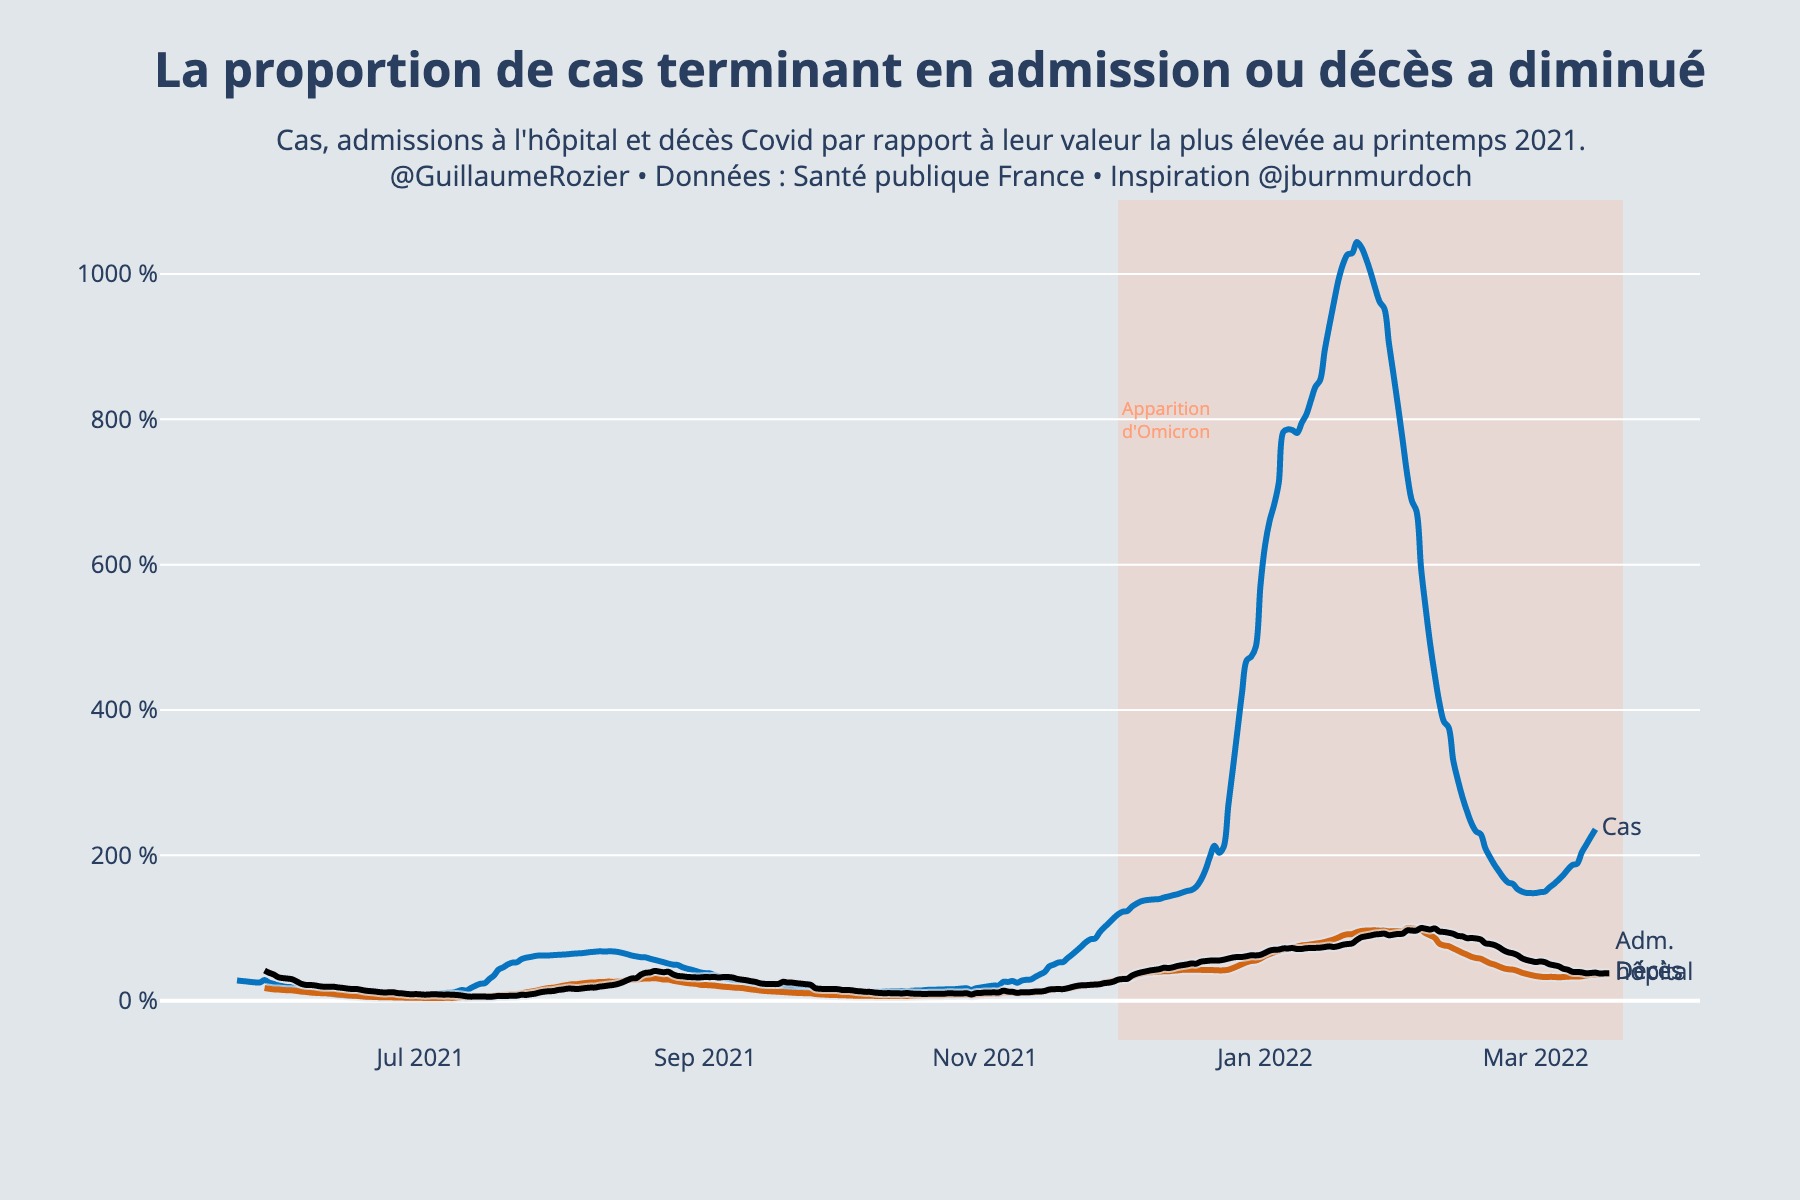 La proportion de cas terminant en admission ou décès a diminué
Cas, admissions à l'hôpital et décès Covid par rapport à leur valeur la plus élevée au printemps 2021.
@GuillaumeRozier • Données : Santé publique France • Inspiration @jburnmurdoch
1000 %
800 %
600 %
400 %
200 %
0 %
Apparition
d'Omicron
Cas
Adm.
hôpital
Décès
Jul 2021
Sep 2021
Nov 2021
Jan 2022
Mar 2022